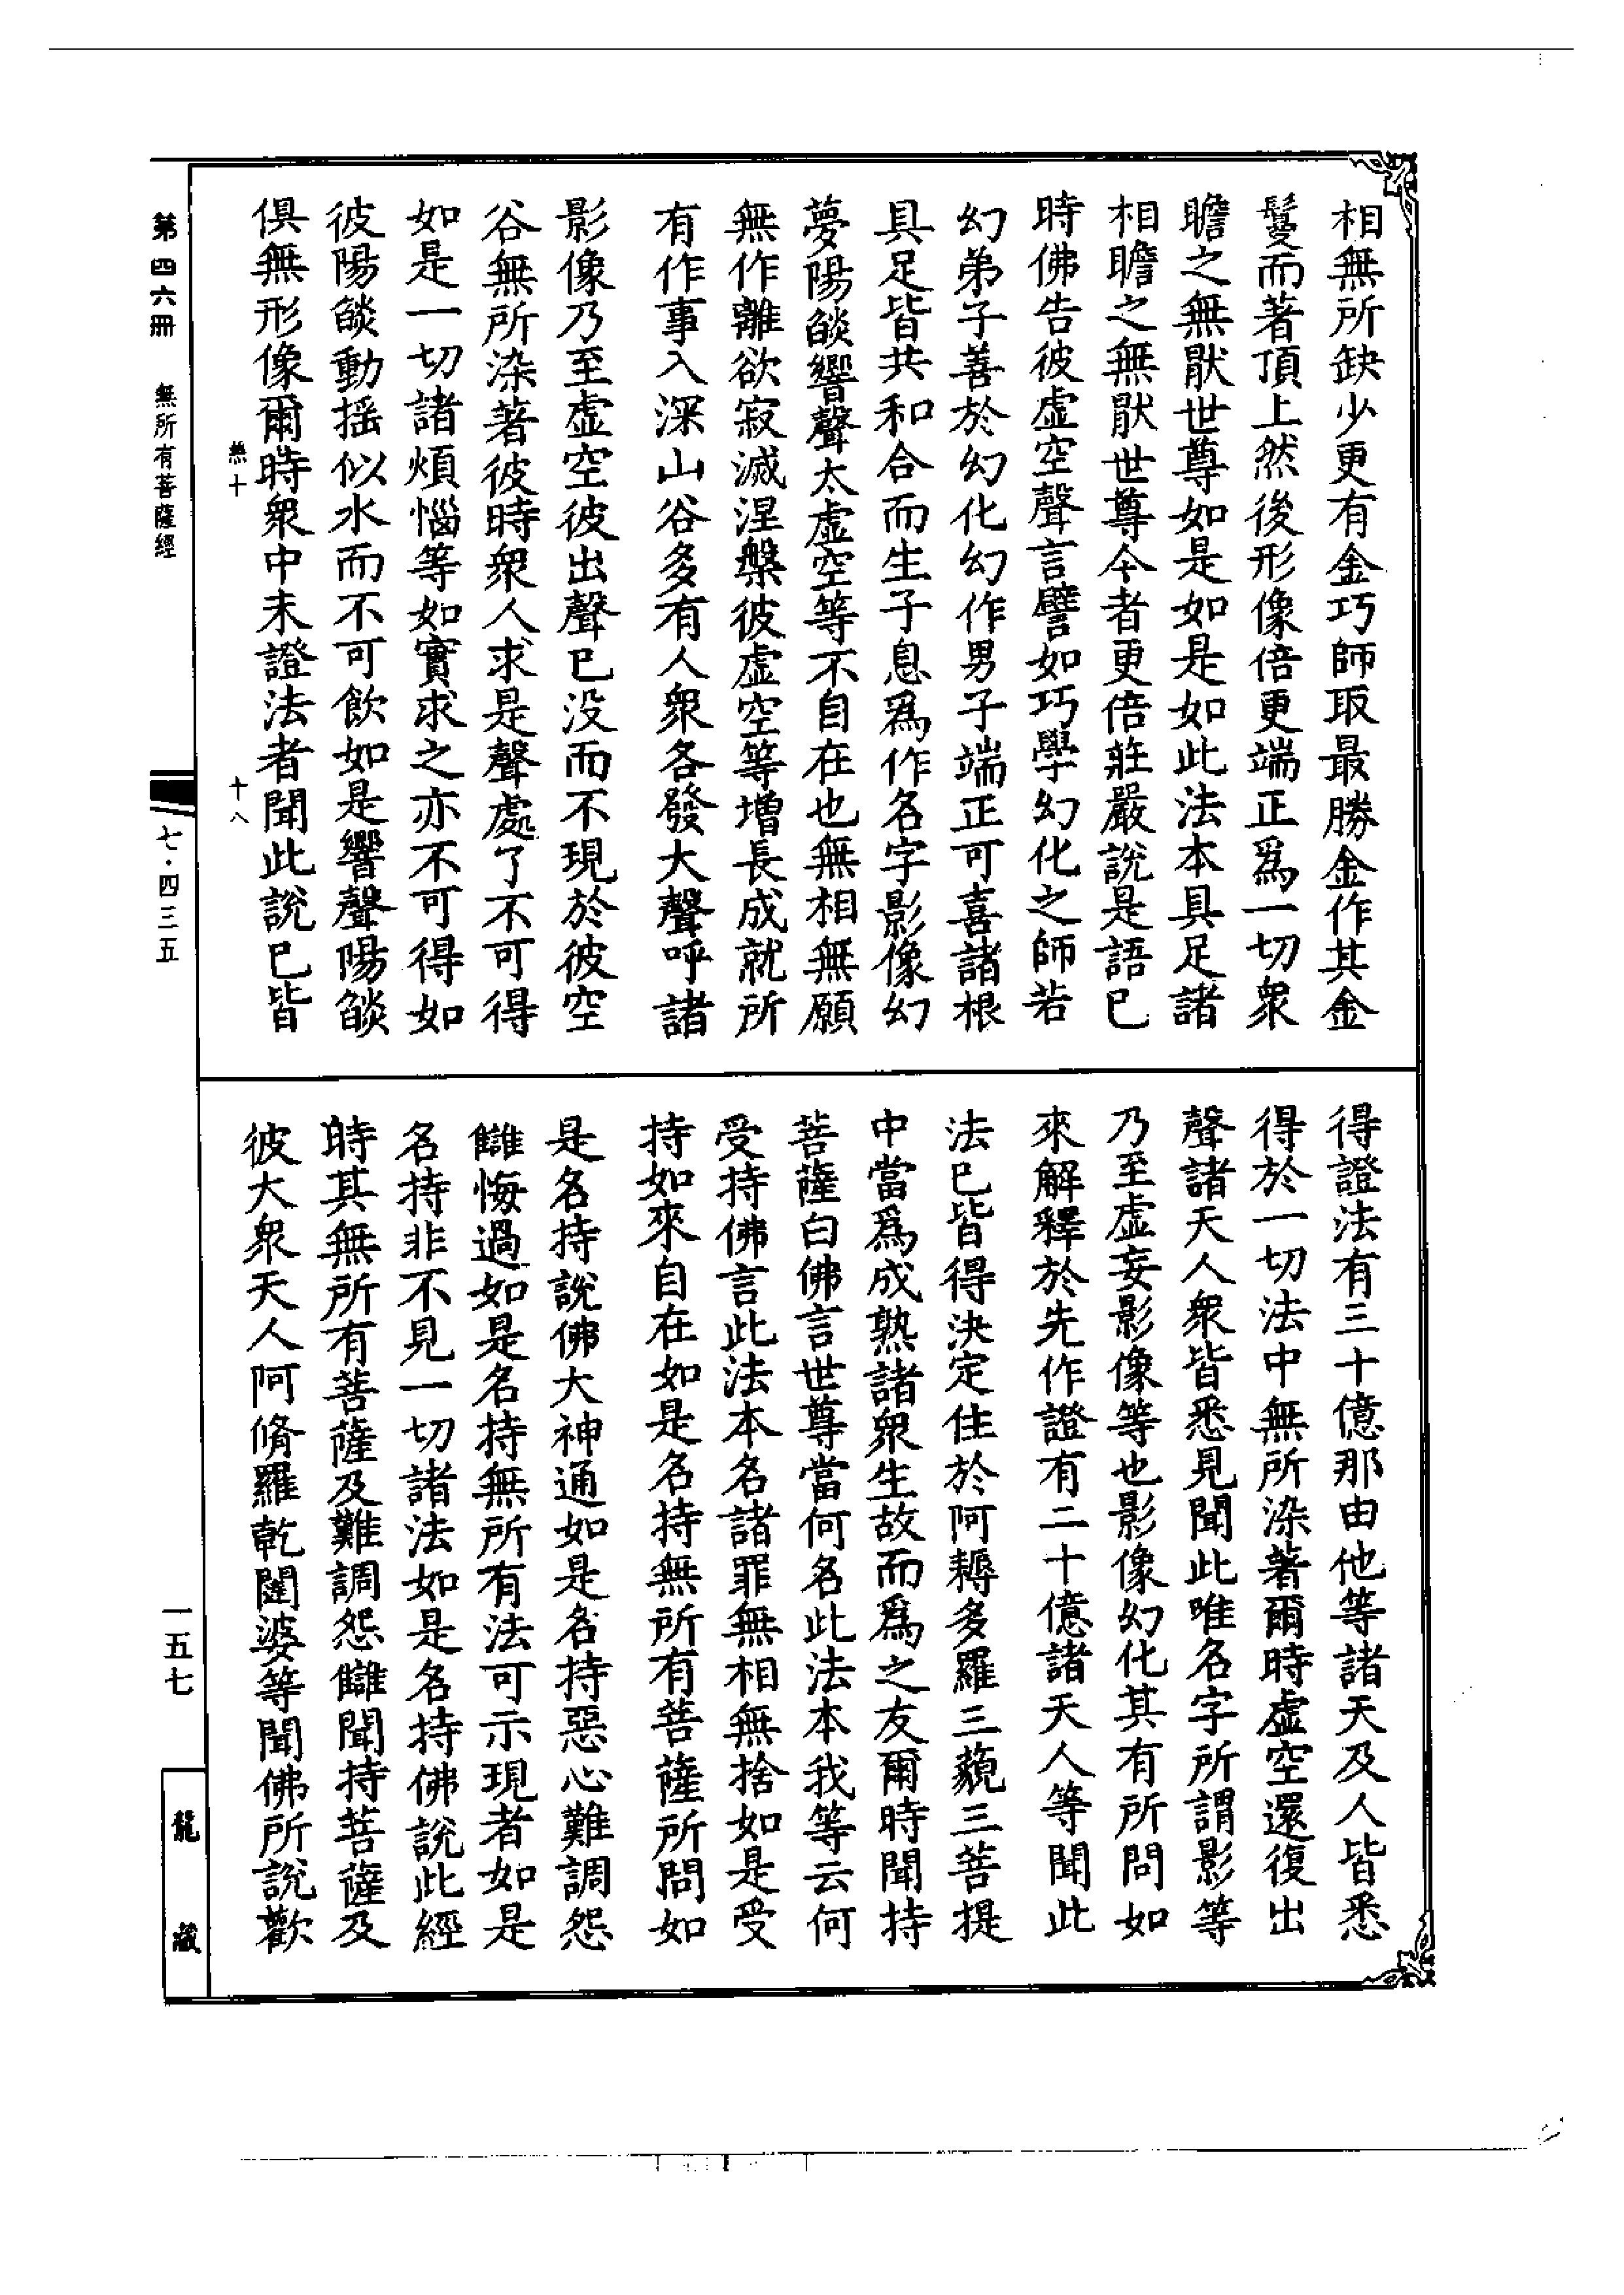 相無所缺少更有金巧師取最勝金作其金
鬘而著頂上然後形像倍更端正爲一切衆
瞻之無猒世尊如是如是如此法本具足諸
相瞻之無猒世尊今者更倍莊嚴說是語已
時佛告彼虛空聲言譬如巧學幻化之師若
幻弟子善於幻化幻作男子端正可喜諸根
具足皆共和合而生子息爲作名字影像幻
夢陽燄響聲太虛空等不自在也無相無願
無作離欲寂滅涅槃彼虛空等增長成就所
有作事入深山谷多有人衆各發大聲呼諸
影像乃至虛空彼出聲已没而不現於彼空
谷無所染著彼時衆人求是聲處了不可得
如是一切諸煩惱等如實求之亦不可得如
彼陽燄動摇似水而不可飲如是響聲陽燄
俱無形像爾時衆中未證法者聞此說已皆
得證法有三十億那由他等諸天及人皆悉
得於一切法中無所染著爾時虛空還復出
聲諸天人衆皆悉見聞此唯名字所謂影等
乃至虛妄影像等也影像幻化其有所問如
來解釋於先作證有二十億諸天人等聞此
法已皆得決定住於阿耨多羅三藐三菩提
中當爲成熟諸衆生故而爲之友爾時聞持
菩薩白佛言世尊當何名此法本我等云何
受持佛言此法本名諸罪無相無捨如是受
持如來自在如是名持無所有菩薩所問如
是名持說佛大神通如是名持惡心難調怨
讎悔過如是名持無所有法可示現者如是
名持非不見一切諸法如是名持佛說此經
時其無所有菩薩及難調怨讎聞持菩薩及
彼大衆天人阿脩羅乾闥婆等聞佛所說歡
十八
第四六冊 無所有菩薩經
七·四三五
一五七
龍藏